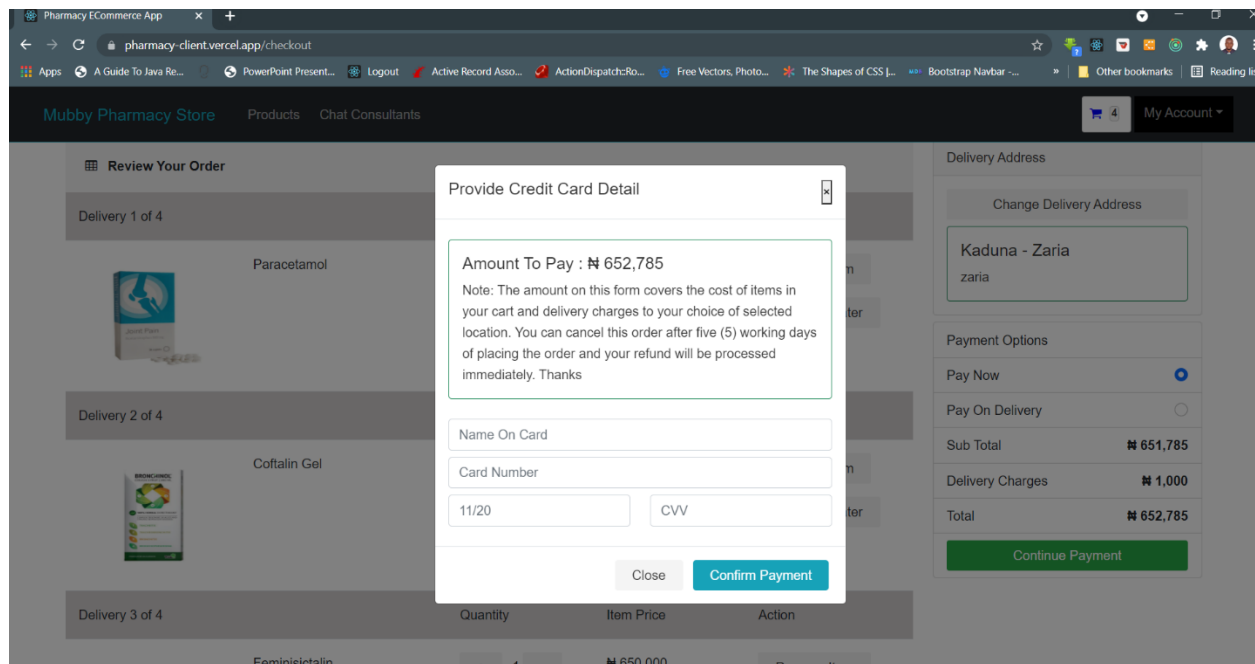 Pharmacy ECommerce App
pharmacy-client.vercel.app/checkout
Apps A Guide To Java Re... PowerPoint Present... Logout Active Record Asso... ActionDispatch::Ro... Free Vectors, Photo... The Shapes of CSS |... Bootstrap Navbar -... » Other bookmarks Reading lis
Mubby Pharmacy Store Products Chat Consultants 4 My Account
Review Your Order
Delivery 1 of 4
Paracetamol
Joint Pain
Delivery 2 of 4
Coftalin Gel
BRONCHINOL
Delivery 3 of 4 Quantity Item Price Action
Feminisictalin 1 ₦ 650,000
Provide Credit Card Detail
×
Amount To Pay : ₦ 652,785
Note: The amount on this form covers the cost of items in
your cart and delivery charges to your choice of selected
location. You can cancel this order after five (5) working days
of placing the order and your refund will be processed
immediately. Thanks
Name On Card
Card Number
11/20 CVV
Close Confirm Payment
Delivery Address
Change Delivery Address
Kaduna - Zaria
zaria
Payment Options
Pay Now
Pay On Delivery
Sub Total ₦ 651,785
Delivery Charges ₦ 1,000
Total ₦ 652,785
Continue Payment